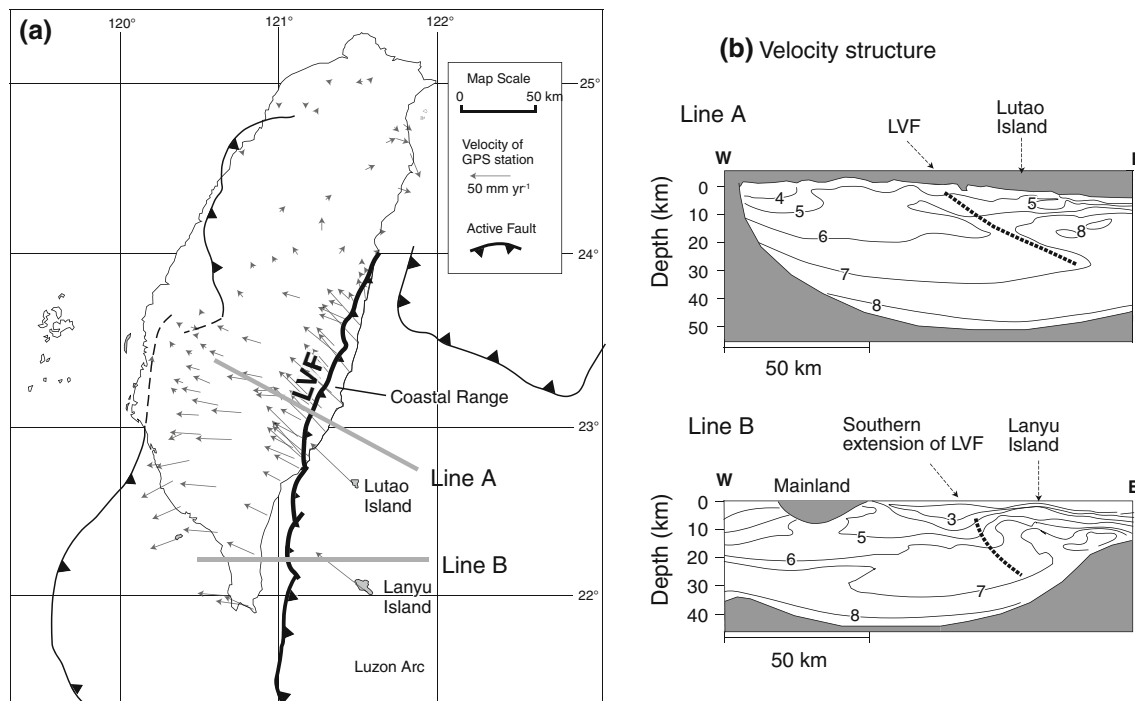 (a)
120°
121°
122°
25°
24°
23°
22°
Map Scale
0 50 km
Velocity of
GPS station
50 mm yr-1
Active Fault
LVF
Coastal Range
Line A
Lutao
Island
Line B
Lanyu
Island
Luzon Arc
(b) Velocity structure
Line A
LVF
Lutao
Island
W
Depth (km)
0
10
20
30
40
50
4
5
6
7
8
5
8
50 km
Line B
Southern
extension of LVF
Lanyu
Island
W
Mainland
Depth (km)
0
10
20
30
40
3
5
6
7
8
50 km